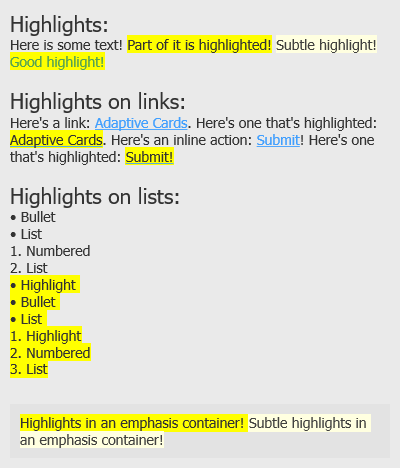 Highlights:
Here is some text! Part of it is highlighted! Subtle highlight!
Good highlight!
Highlights on links:
Here's a link: Adaptive Cards. Here's one that's highlighted:
Adaptive Cards. Here's an inline action: Submit! Here's one
that's highlighted: Submit!
Highlights on lists:
• Bullet
• List
1. Numbered
2. List
• Highlight
• Bullet
• List
1. Highlight
2. Numbered
3. List
Highlights in an emphasis container! Subtle highlights in
an emphasis container!